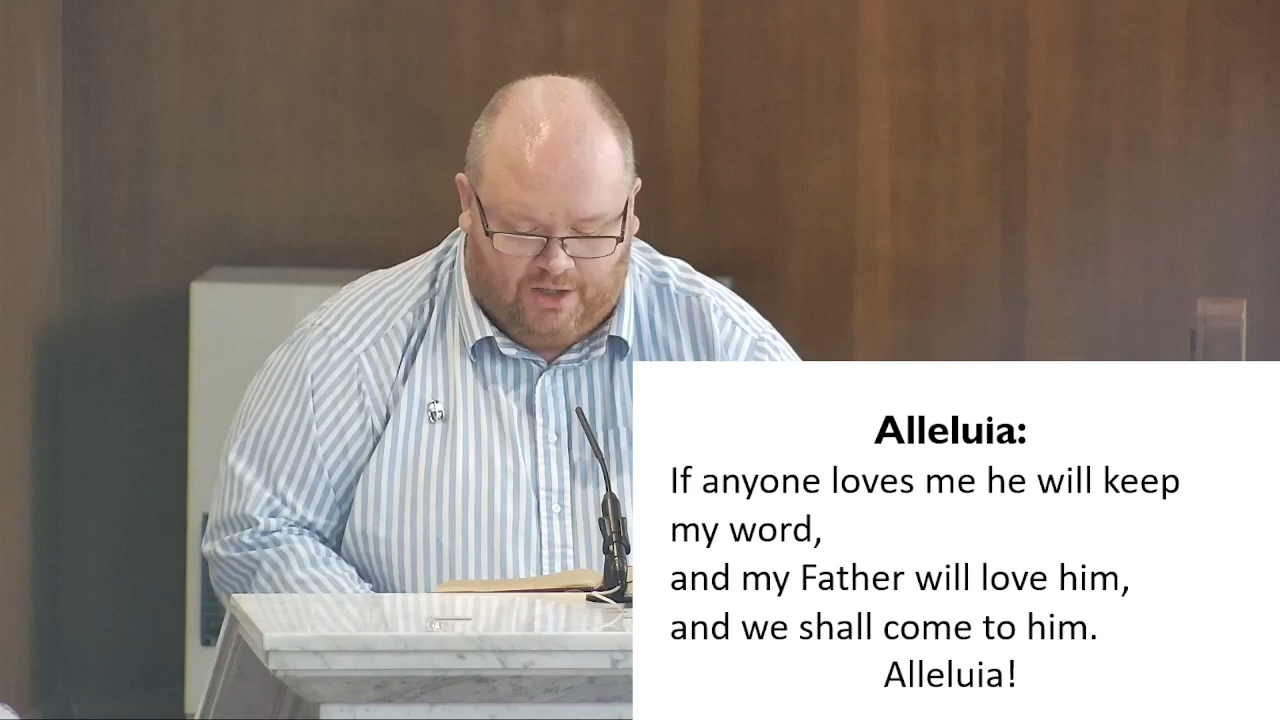 Alleluia:
If anyone loves me he will keep
my word,
and my Father will love him,
and we shall come to him.
Alleluia!